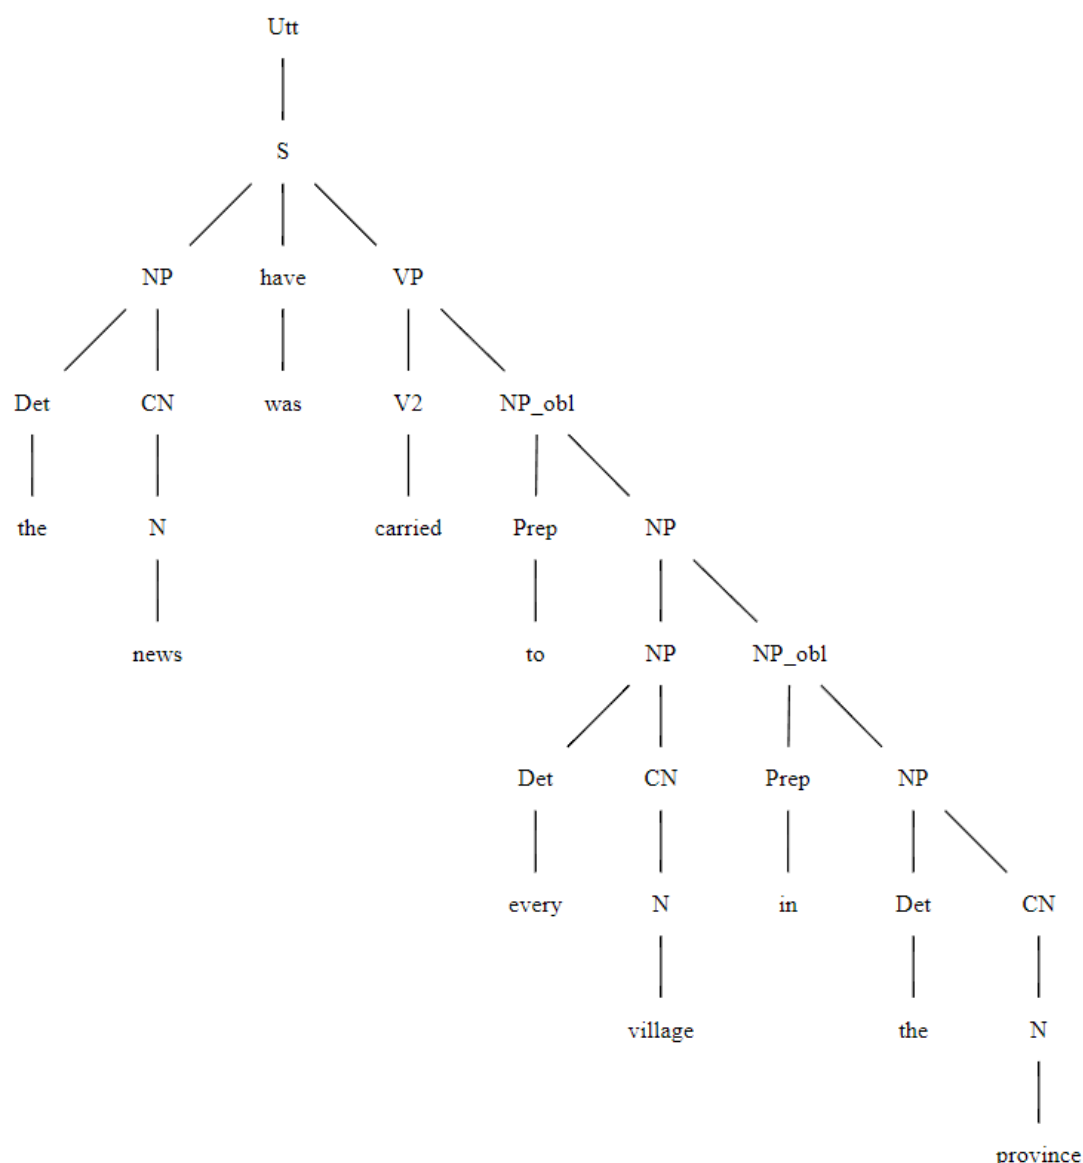 Utt
S
NP have VP
Det CN was V2 NP_obl
the N carried Prep NP
news to NP NP_obl
Det CN Prep NP
every N in Det CN
village the N
province